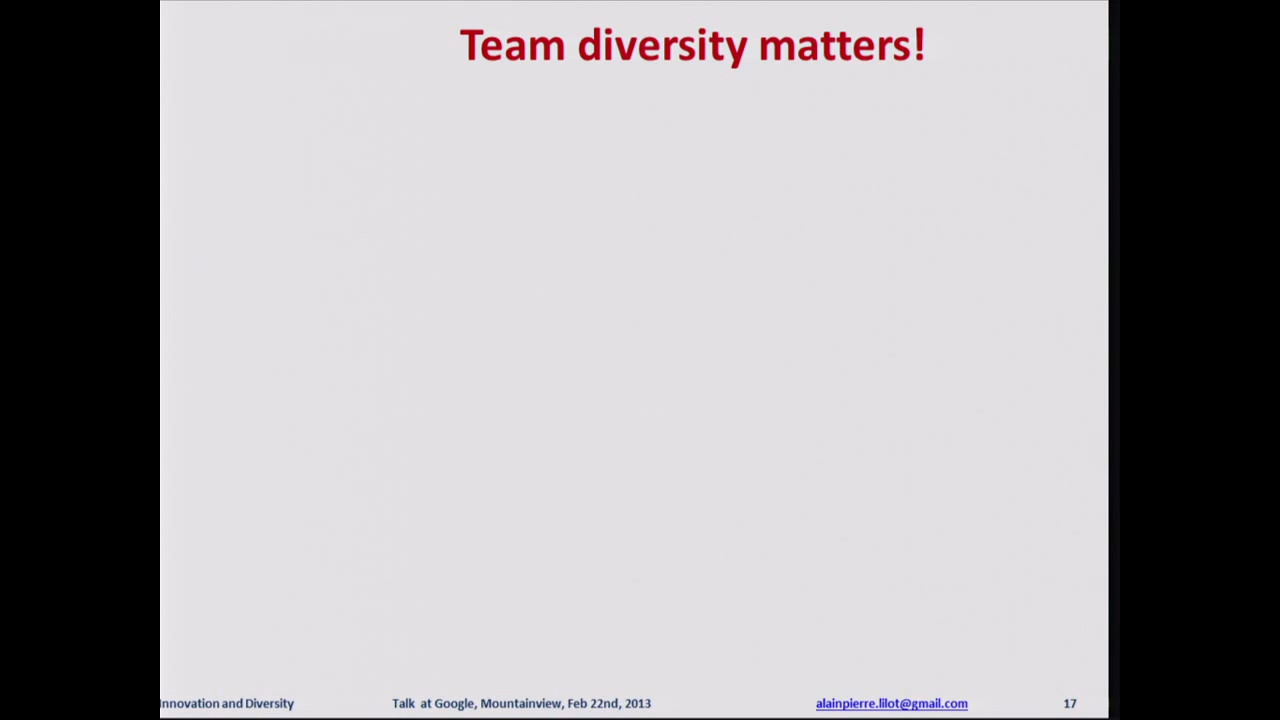 Team diversity matters!
Innovation and Diversity
Talk at Google, Mountainview, Feb 22nd, 2013
alainpierre.lilot@gmail.com
17